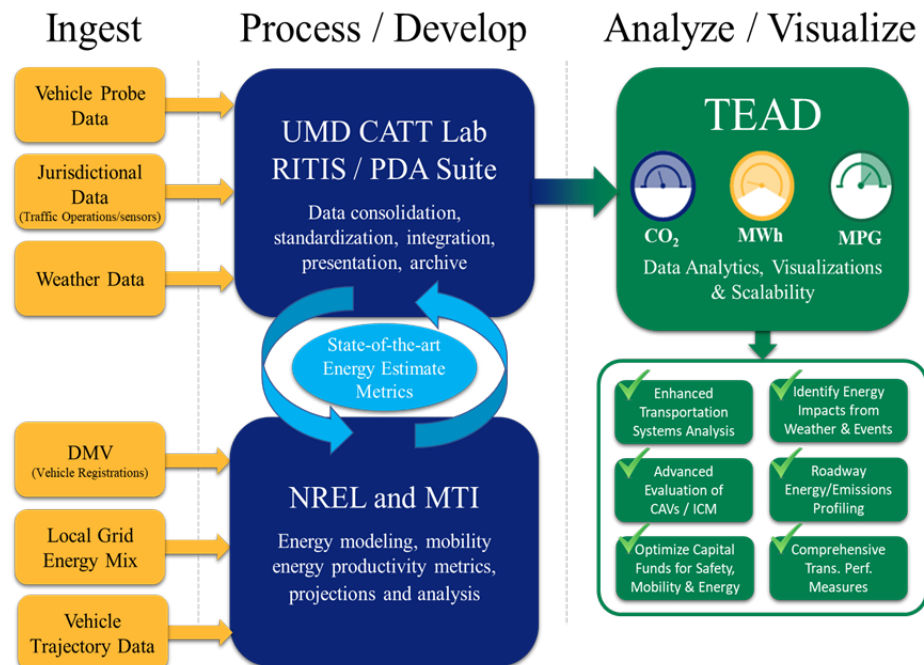 Ingest
Process / Develop
Analyze / Visualize
Vehicle Probe
Data
Jurisdictional
Data
(Traffic Operations/sensors)
Weather Data
DMV
(Vehicle Registrations)
Local Grid
Energy Mix
Vehicle
Trajectory Data
UMD CATT Lab
RITIS / PDA Suite
Data consolidation,
standardization, integration,
presentation, archive
State-of-the-art
Energy Estimate
Metrics
NREL and MTI
Energy modeling, mobility
energy productivity metrics,
projections and analysis
TEAD
CO₂
MWh
MPG
Data Analytics, Visualizations
& Scalability
Enhanced
Transportation
Systems Analysis
Identify Energy
Impacts from
Weather & Events
Advanced
Evaluation of
CAVs / ICM
Roadway
Energy/Emissions
Profiling
Optimize Capital
Funds for Safety,
Mobility & Energy
Comprehensive
Trans. Perf.
Measures